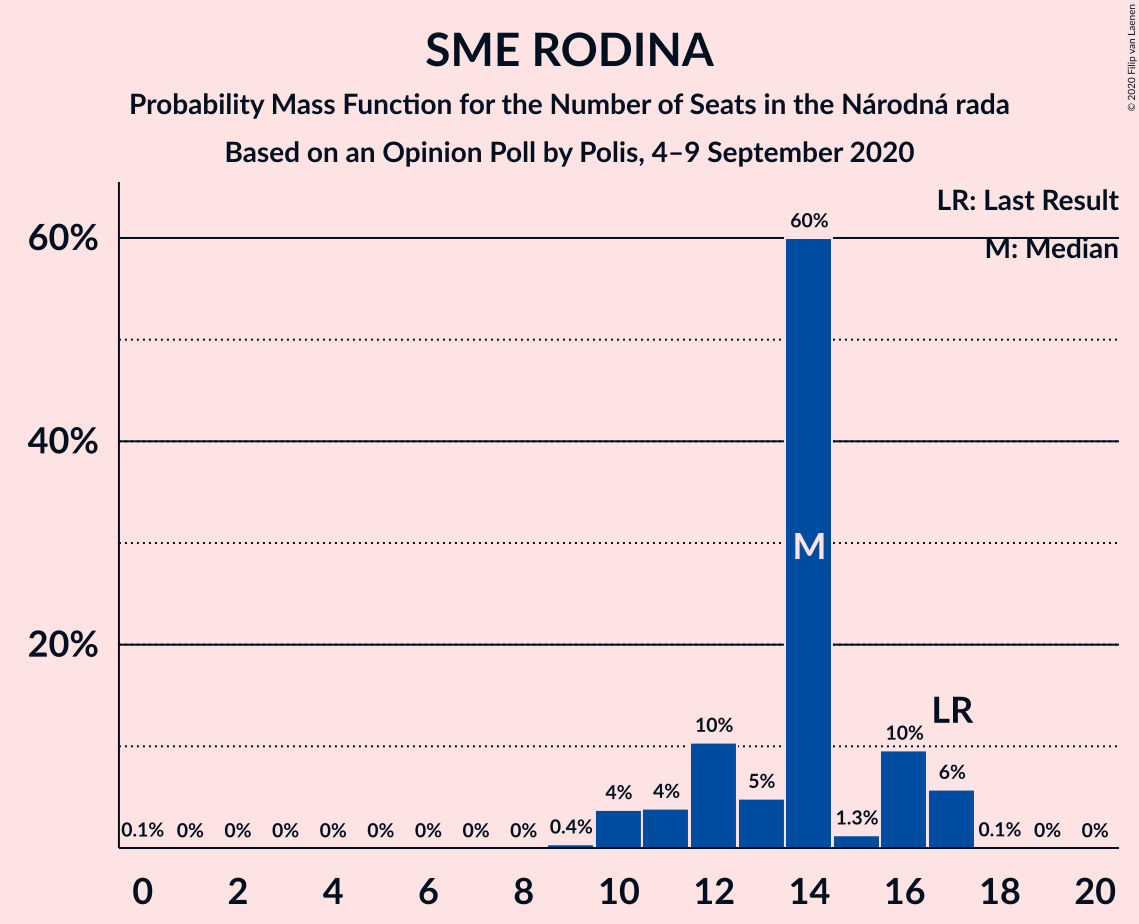 SME RODINA
Probability Mass Function for the Number of Seats in the Národná rada
Based on an Opinion Poll by Polis, 4–9 September 2020
© 2020 Filip van Laenen
LR: Last Result
M: Median
60%
40%
20%
0.1% 0% 0% 0% 0% 0% 0% 0% 0% 0.4% 4% 4% 10% 5% 60% 1.3% 10% 6% 0.1% 0% 0%
M
LR
0 2 4 6 8 10 12 14 16 18 20